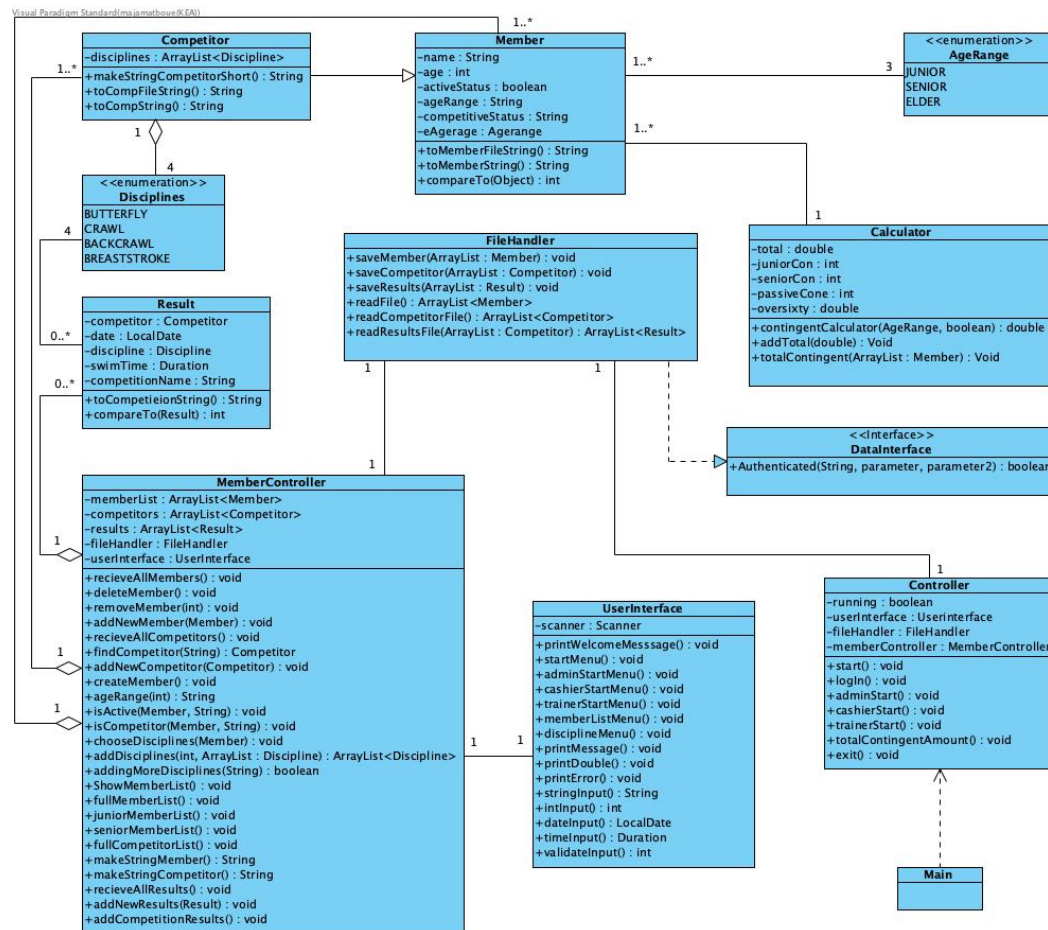 Visual Paradigm Standard(majamatboue(KEA))
1..*
Competitor
-disciplines : ArrayList<Discipline>
+makeStringCompetitorShort() : String
+toCompFileString() : String
+toCompString() : String
1..*
1
4
Member
-name : String
-age : int
-activeStatus : boolean
-ageRange : String
-competitiveStatus : String
-eAgerage : Agerange
+toMemberFileString() : String
+toMemberString() : String
+compareTo(Object) : int
1..*
3
1..*
1
<<enumeration>>
AgeRange
JUNIOR
SENIOR
ELDER
<<enumeration>>
Disciplines
BUTTERFLY
CRAWL
BACKCRAWL
BREASTSTROKE
4
0..*
0..*
FileHandler
+saveMember(ArrayList : Member) : void
+saveCompetitor(ArrayList : Competitor) : void
+saveResults(ArrayList : Result) : void
+readFile() : ArrayList<Member>
+readCompetitorFile() : ArrayList<Competitor>
+readResultsFile(ArrayList : Competitor) : ArrayList<Result>
1
1
Calculator
-total : double
-juniorCon : int
-seniorCon : int
-passiveCone : int
-oversixty : double
+contingentCalculator(AgeRange, boolean) : double
+addTotal(double) : Void
+totalContingent(ArrayList : Member) : Void
Result
-competitor : Competitor
-date : LocalDate
-discipline : Discipline
-swimTime : Duration
-competitionName : String
+toCompetieionString() : String
+compareTo(Result) : int
<<Interface>>
DataInterface
+Authenticated(String, parameter, parameter2) : boolean
1
MemberController
-memberList : ArrayList<Member>
-competitors : ArrayList<Competitor>
-results : ArrayList<Result>
-fileHandler : FileHandler
-userInterface : UserInterface
+recieveAllMembers() : void
+deleteMember() : void
+removeMember(int) : void
+addNewMember(Member) : void
+recieveAllCompetitors() : void
+findCompetitor(String) : Competitor
+addNewCompetitor(Competitor) : void
+createMember() : void
+ageRange(int) : String
+isActive(Member, String) : void
+isCompetitor(Member, String) : void
+chooseDisciplines(Member) : void
+addDisciplines(int, ArrayList : Discipline) : ArrayList<Discipline>
+addingMoreDisciplines(String) : boolean
+ShowMemberList() : void
+fullMemberList() : void
+juniorMemberList() : void
+seniorMemberList() : void
+fullCompetitorList() : void
+makeStringMember() : String
+makeStringCompetitor() : String
+recieveAllResults() : void
+addNewResults(Result) : void
+addCompetitionResults() : void
1
1
1
1
1
UserInterface
-scanner : Scanner
+printWelcomeMesssage() : void
+startMenu() : void
+adminStartMenu() : void
+cashierStartMenu() : void
+trainerStartMenu() : void
+memberListMenu() : void
+disciplineMenu() : void
+printMessage() : void
+printDouble() : void
+printError() : void
+stringInput() : String
+intInput() : int
+dateInput() : LocalDate
+timeInput() : Duration
+validateInput() : int
1
Controller
-running : boolean
-userInterface : Userinterface
-fileHandler : FileHandler
-memberController : MemberController
+start() : void
+logIn() : void
+adminStart() : void
+cashierStart() : void
+trainerStart() : void
+totalContingentAmount() : void
+exit() : void
Main